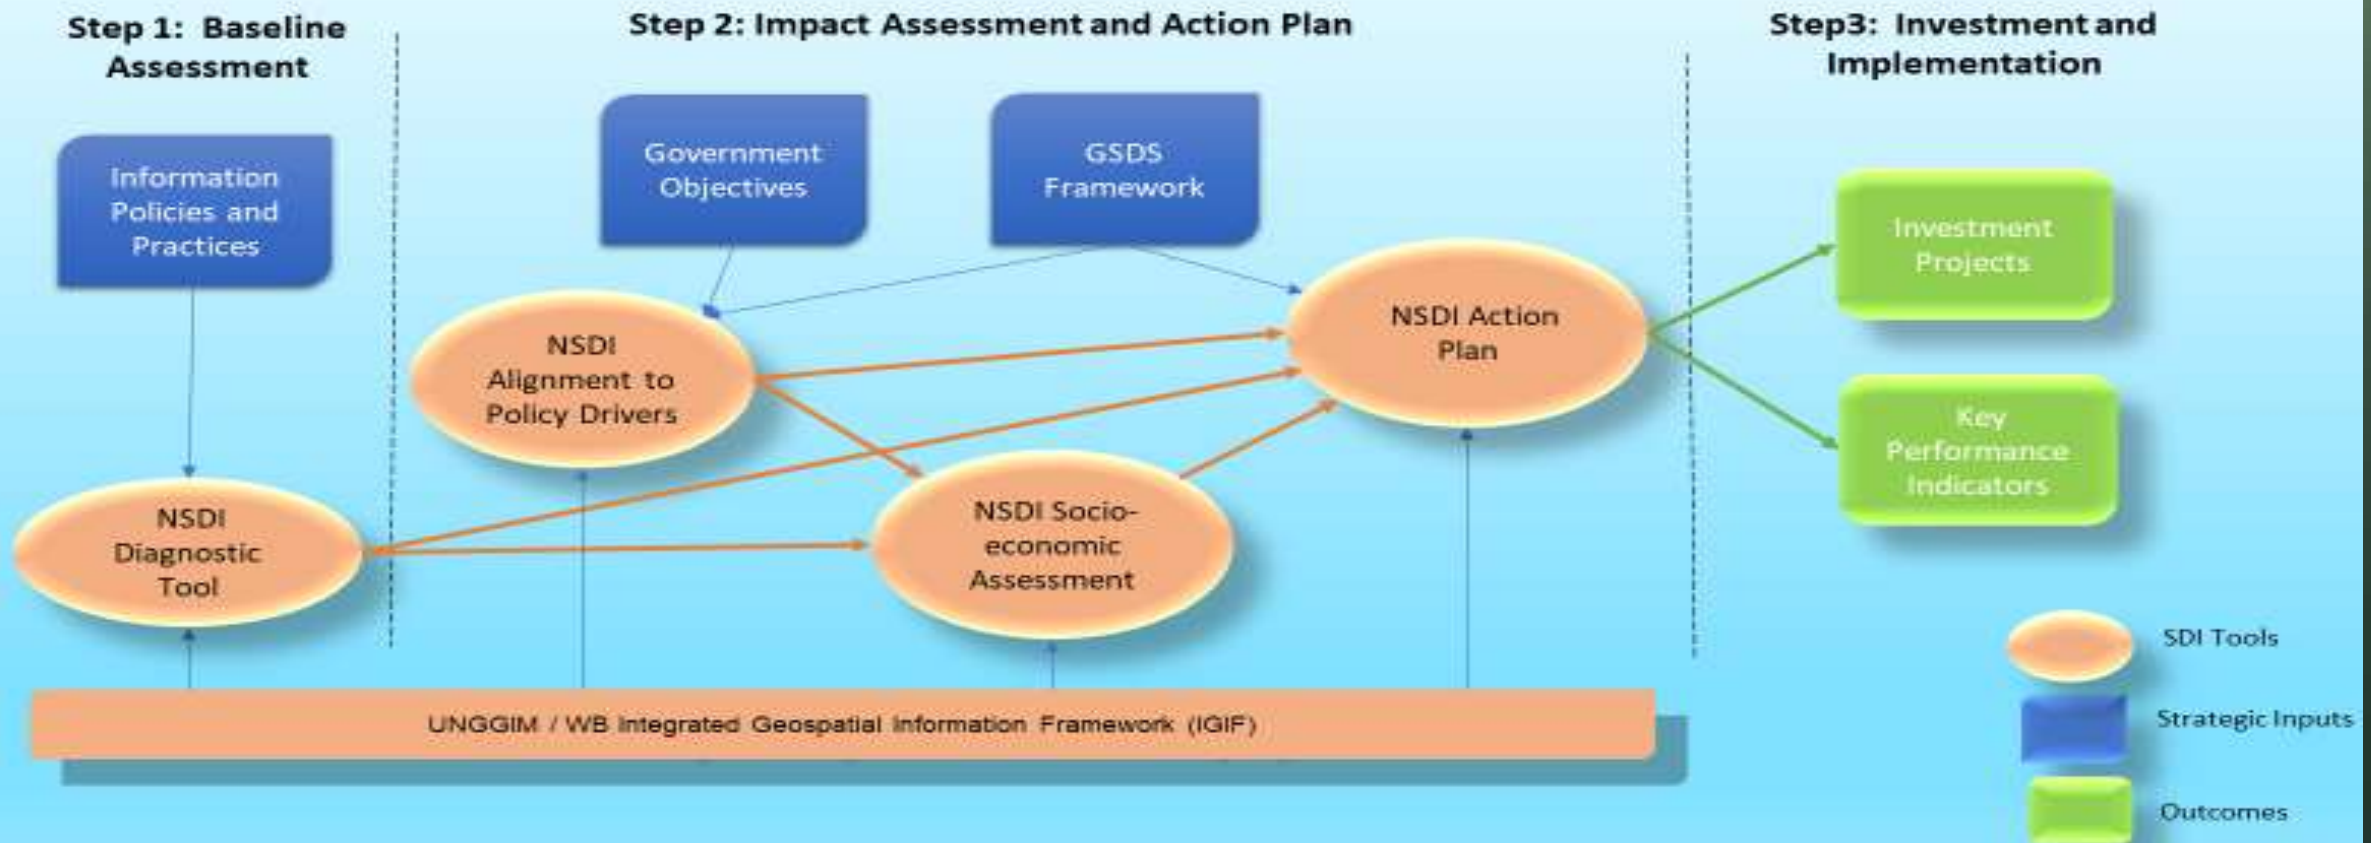 Step 1: Baseline
Assessment
Step 2: Impact Assessment and Action Plan
Step3: Investment and
Implementation
Information
Policies and
Practices
Government
Objectives
GSDS
Framework
Investment
Projects
NSDI Action
Plan
NSDI
Alignment to
Policy Drivers
Key
Performance
Indicators
NSDI
Diagnostic
Tool
NSDI Socio-
economic
Assessment
SDI Tools
Strategic Inputs
Outcomes
UNGGIM / WB Integrated Geospatial Information Framework (IGIF)